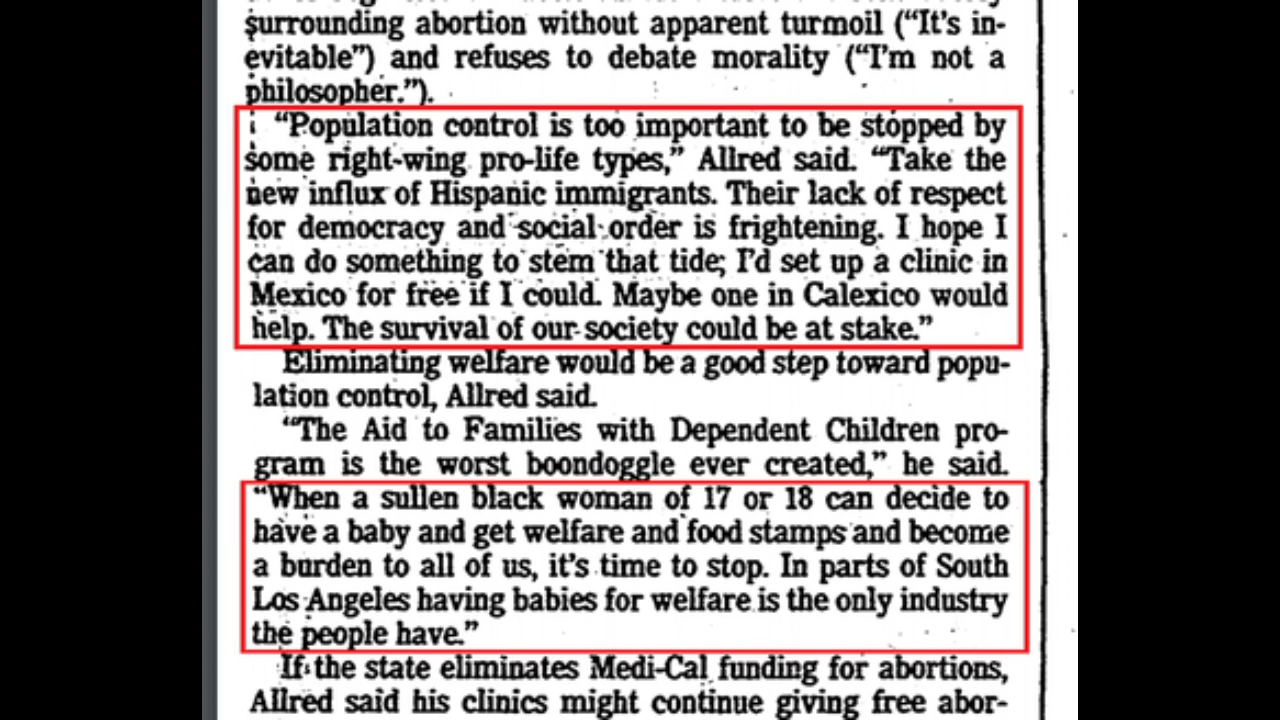 surrounding abortion without apparent turmoil (“It’s in-
evitable”) and refuses to debate morality (“I’m not a
philosopher.”).
“Population control is too important to be stopped by
some right-wing pro-life types,” Allred said. “Take the
new influx of Hispanic immigrants. Their lack of respect
for democracy and social order is frightening. I hope I
can do something to stem that tide; I’d set up a clinic in
Mexico for free if I could. Maybe one in Calexico would
help. The survival of our society could be at stake.”
Eliminating welfare would be a good step toward popu-
lation control, Allred said.
“The Aid to Families with Dependent Children pro-
gram is the worst boondoggle ever created,” he said.
“When a sullen black woman of 17 or 18 can decide to
have a baby and get welfare and food stamps and become
a burden to all of us, it’s time to stop. In parts of South
Los Angeles having babies for welfare is the only industry
the people have.”
If the state eliminates Medi-Cal funding for abortions,
Allred said his clinics might continue giving free abor-